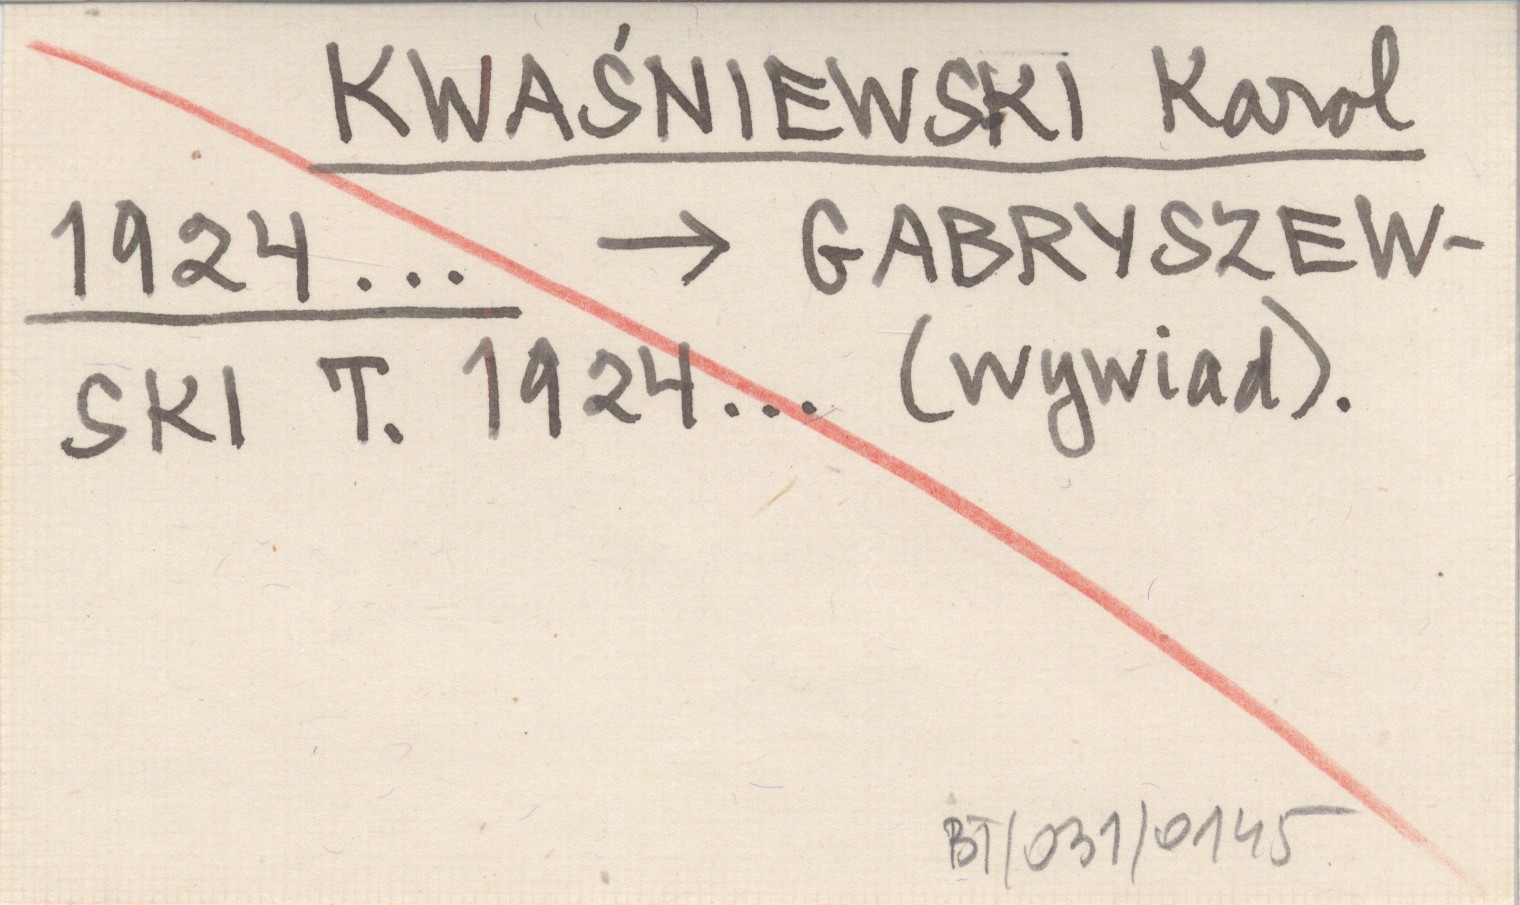 KWAŚNIEWSKI Karol
1924... → GABRYSZEW-
SKI T. 1924... (wywiad).
BT/031/0145